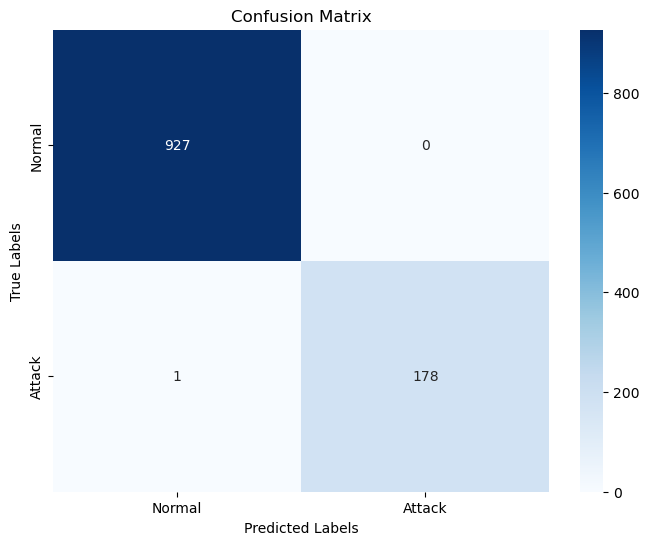 Confusion Matrix
Normal
Attack
True Labels
927
0
1
178
Normal
Attack
Predicted Labels
800
600
400
200
0